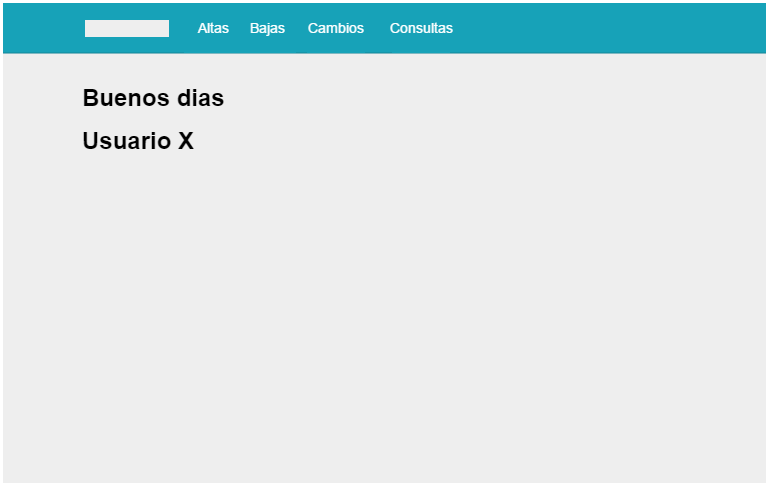 Altas Bajas Cambios Consultas
Buenos dias
Usuario X